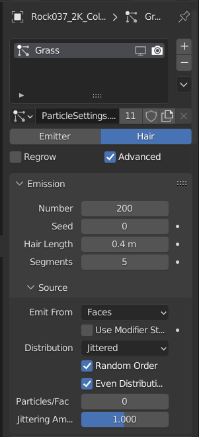 Rock037_2K_Col... > Gr...
Grass
ParticleSettings.... 11
Emitter Hair
Regrow Advanced
Emission
Number 200
Seed 0
Hair Length 0.4 m
Segments 5
Source
Emit From Faces
Use Modifier St...
Distribution Jittered
Random Order
Even Distributi...
Particles/Fac 0
Jittering Am... 1.000